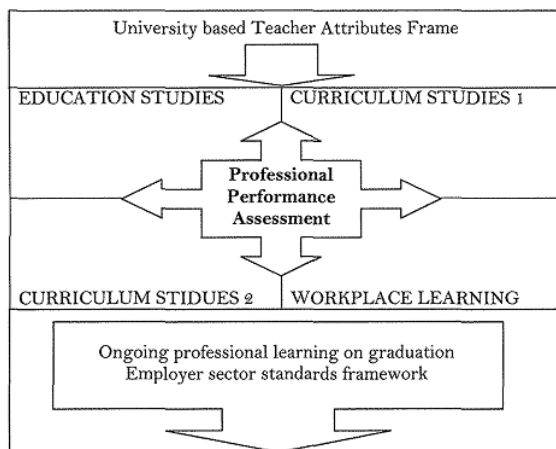 University based Teacher Attributes Frame
EDUCATION STUDIES
CURRICULUM STUDIES 1
Professional
Performance
Assessment
CURRICULUM STIDUES 2
WORKPLACE LEARNING
Ongoing professional learning on graduation
Employer sector standards framework